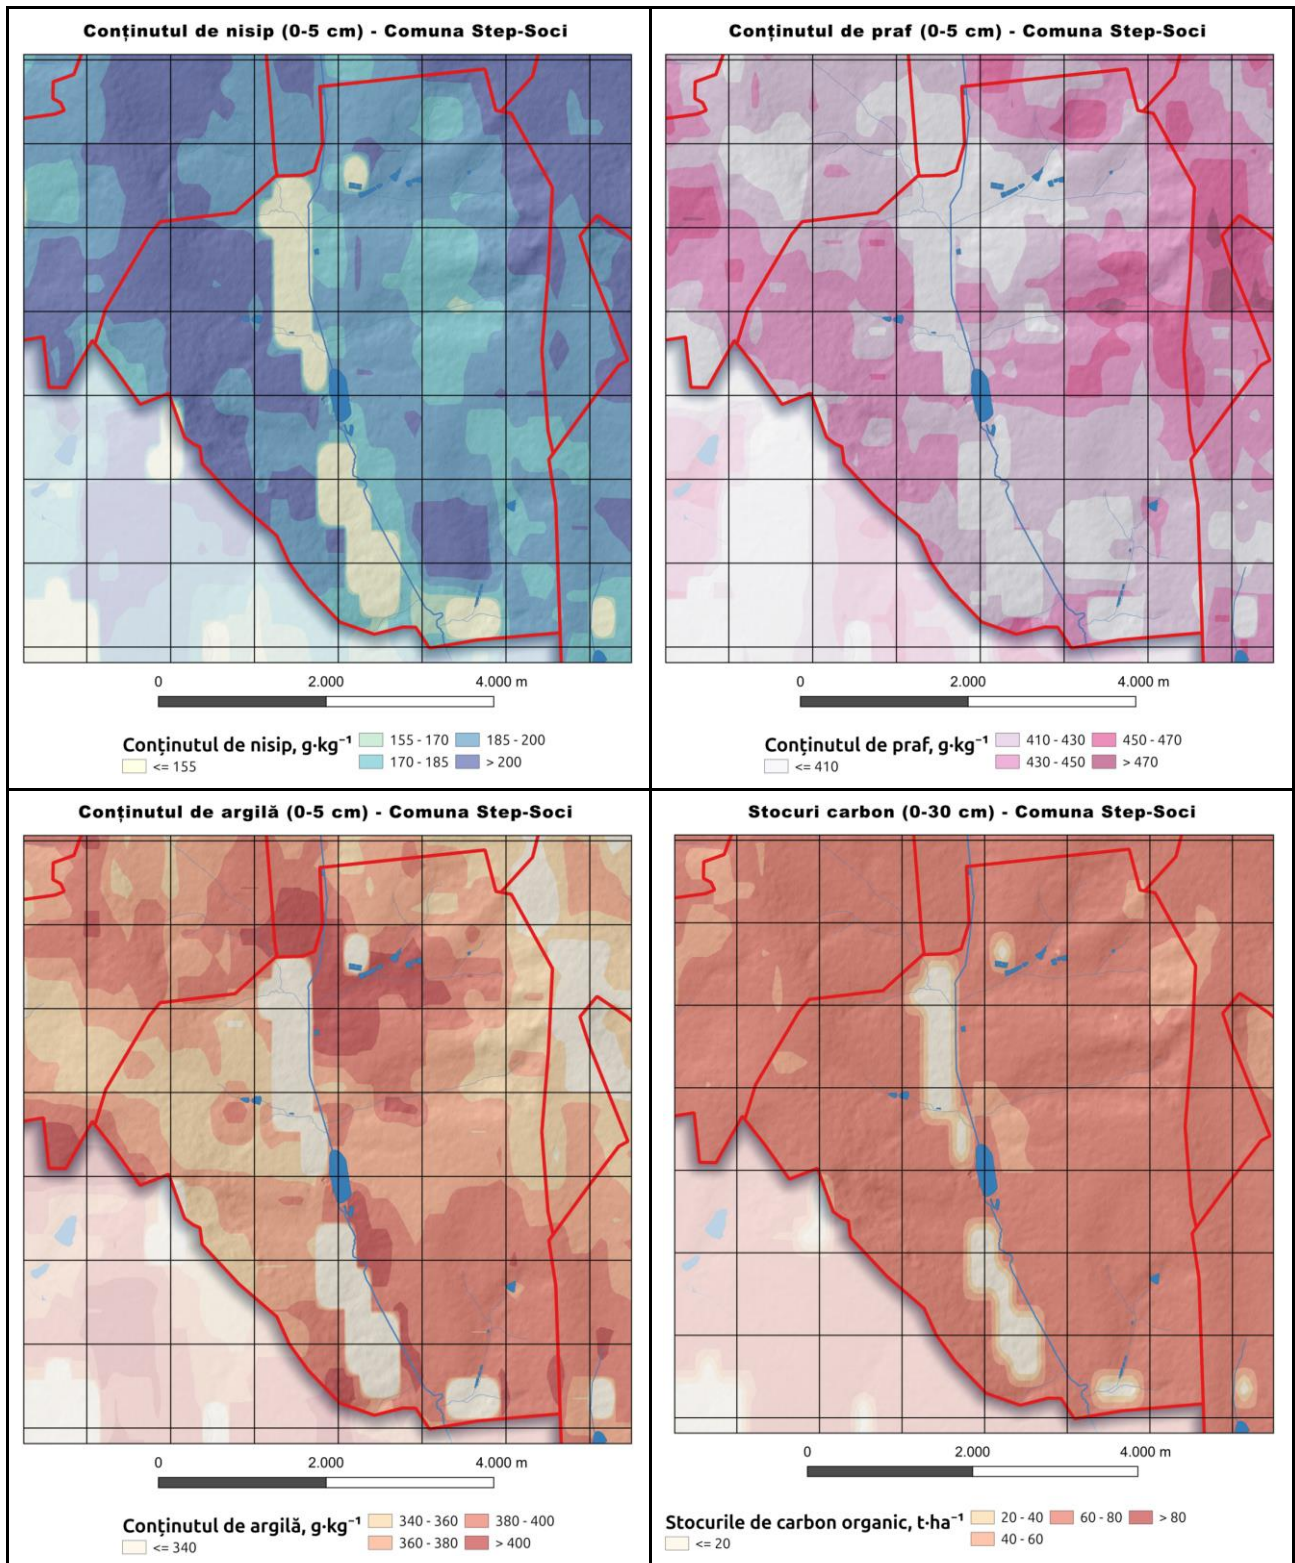 Conținutul de nisip (0-5 cm) - Comuna Step-Soci
0 2.000 4.000 m
Conținutul de nisip, g·kg⁻¹
<= 155
155 - 170
170 - 185
185 - 200
> 200
Conținutul de praf (0-5 cm) - Comuna Step-Soci
0 2.000 4.000 m
Conținutul de praf, g·kg⁻¹
<= 410
410 - 430
430 - 450
450 - 470
> 470
Conținutul de argilă (0-5 cm) - Comuna Step-Soci
0 2.000 4.000 m
Conținutul de argilă, g·kg⁻¹
<= 340
340 - 360
360 - 380
380 - 400
> 400
Stocuri carbon (0-30 cm) - Comuna Step-Soci
0 2.000 4.000 m
Stocurile de carbon organic, t·ha⁻¹
<= 20
20 - 40
40 - 60
60 - 80
> 80